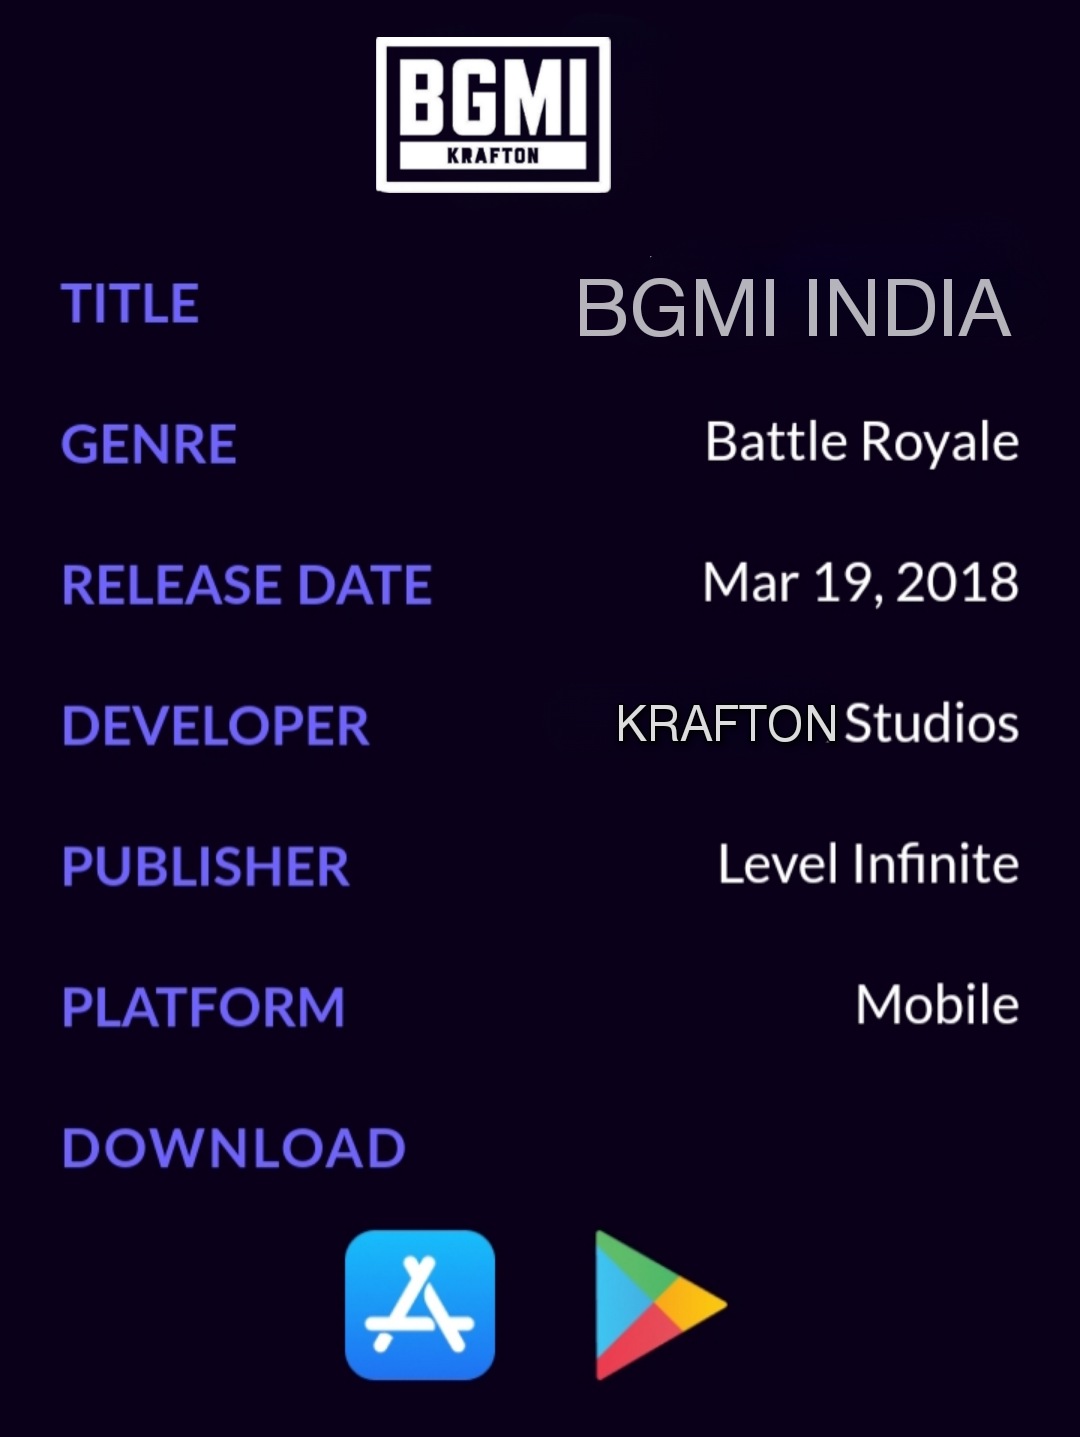 BGMI
KRAFTON
TITLE BGMI INDIA
GENRE Battle Royale
RELEASE DATE Mar 19, 2018
DEVELOPER KRAFTON Studios
PUBLISHER Level Infinite
PLATFORM Mobile
DOWNLOAD